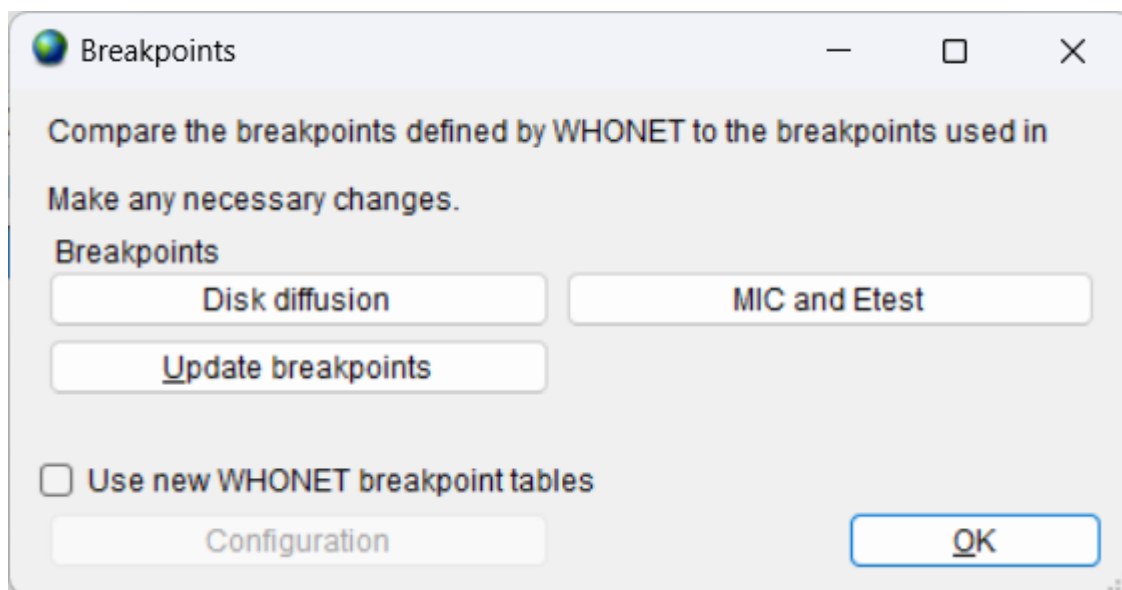 Breakpoints
Compare the breakpoints defined by WHONET to the breakpoints used in
Make any necessary changes.
Breakpoints
Disk diffusion
MIC and Etest
Update breakpoints
Use new WHONET breakpoint tables
Configuration
OK